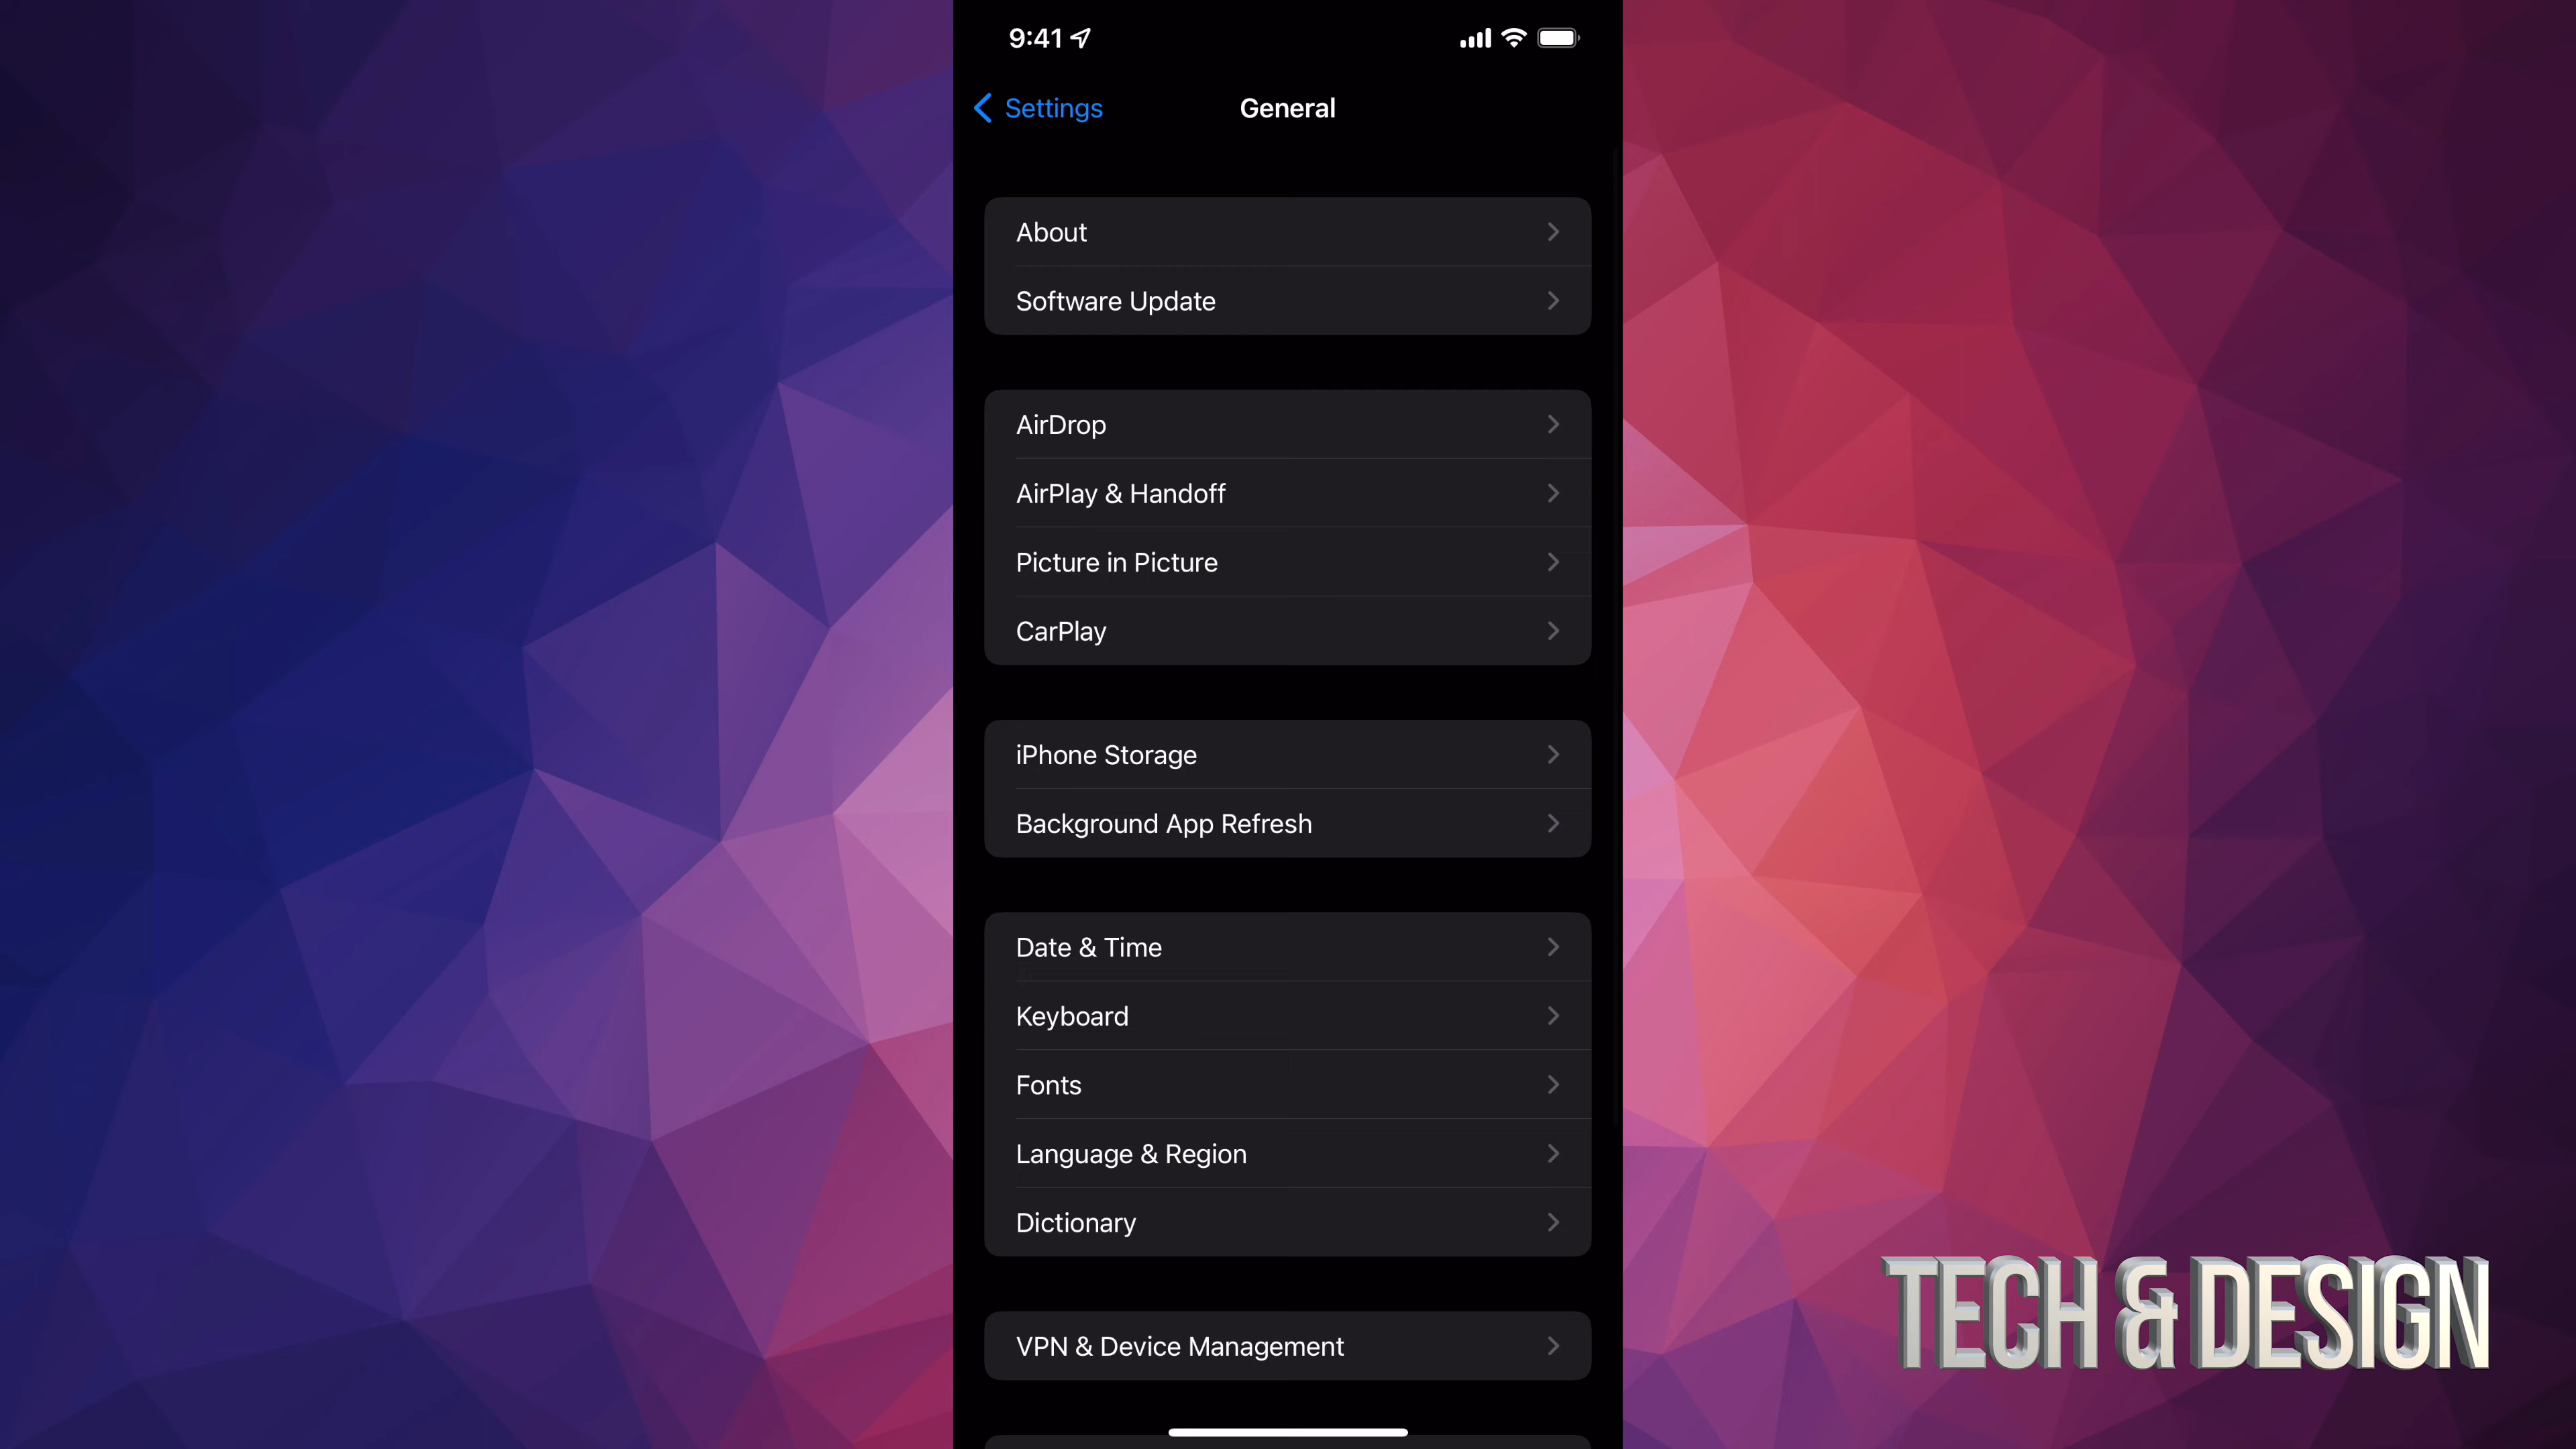 9:41
Settings
General
About
Software Update
AirDrop
AirPlay & Handoff
Picture in Picture
CarPlay
iPhone Storage
Background App Refresh
Date & Time
Keyboard
Fonts
Language & Region
Dictionary
VPN & Device Management
TECH & DESIGN